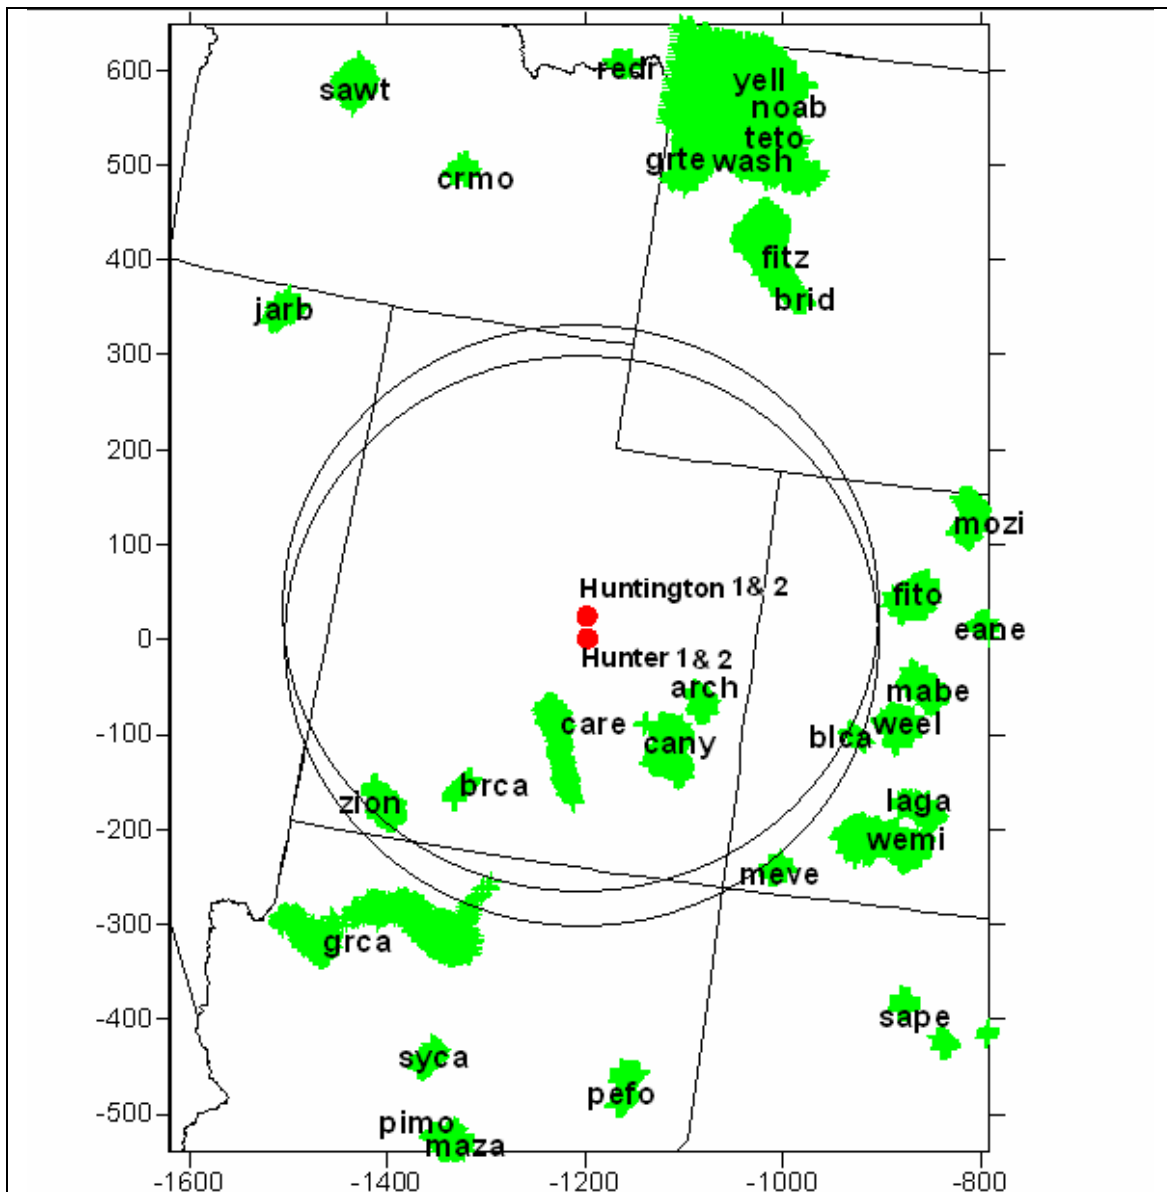 600
redr
yell
sawt
noab
teto
500
grte wash
crmo
400
fitz
brid
jarb
300
200
mozi
100
Huntington 1& 2
fito
0
eane
Hunter 1& 2
arch
mabe
-100
care
weel
blca
cany
brca
zion
laga
-200
wemi
meve
-300
grca
-400
sape
syca
-500
pefo
pimo
maza
-1600
-1400
-1200
-1000
-800